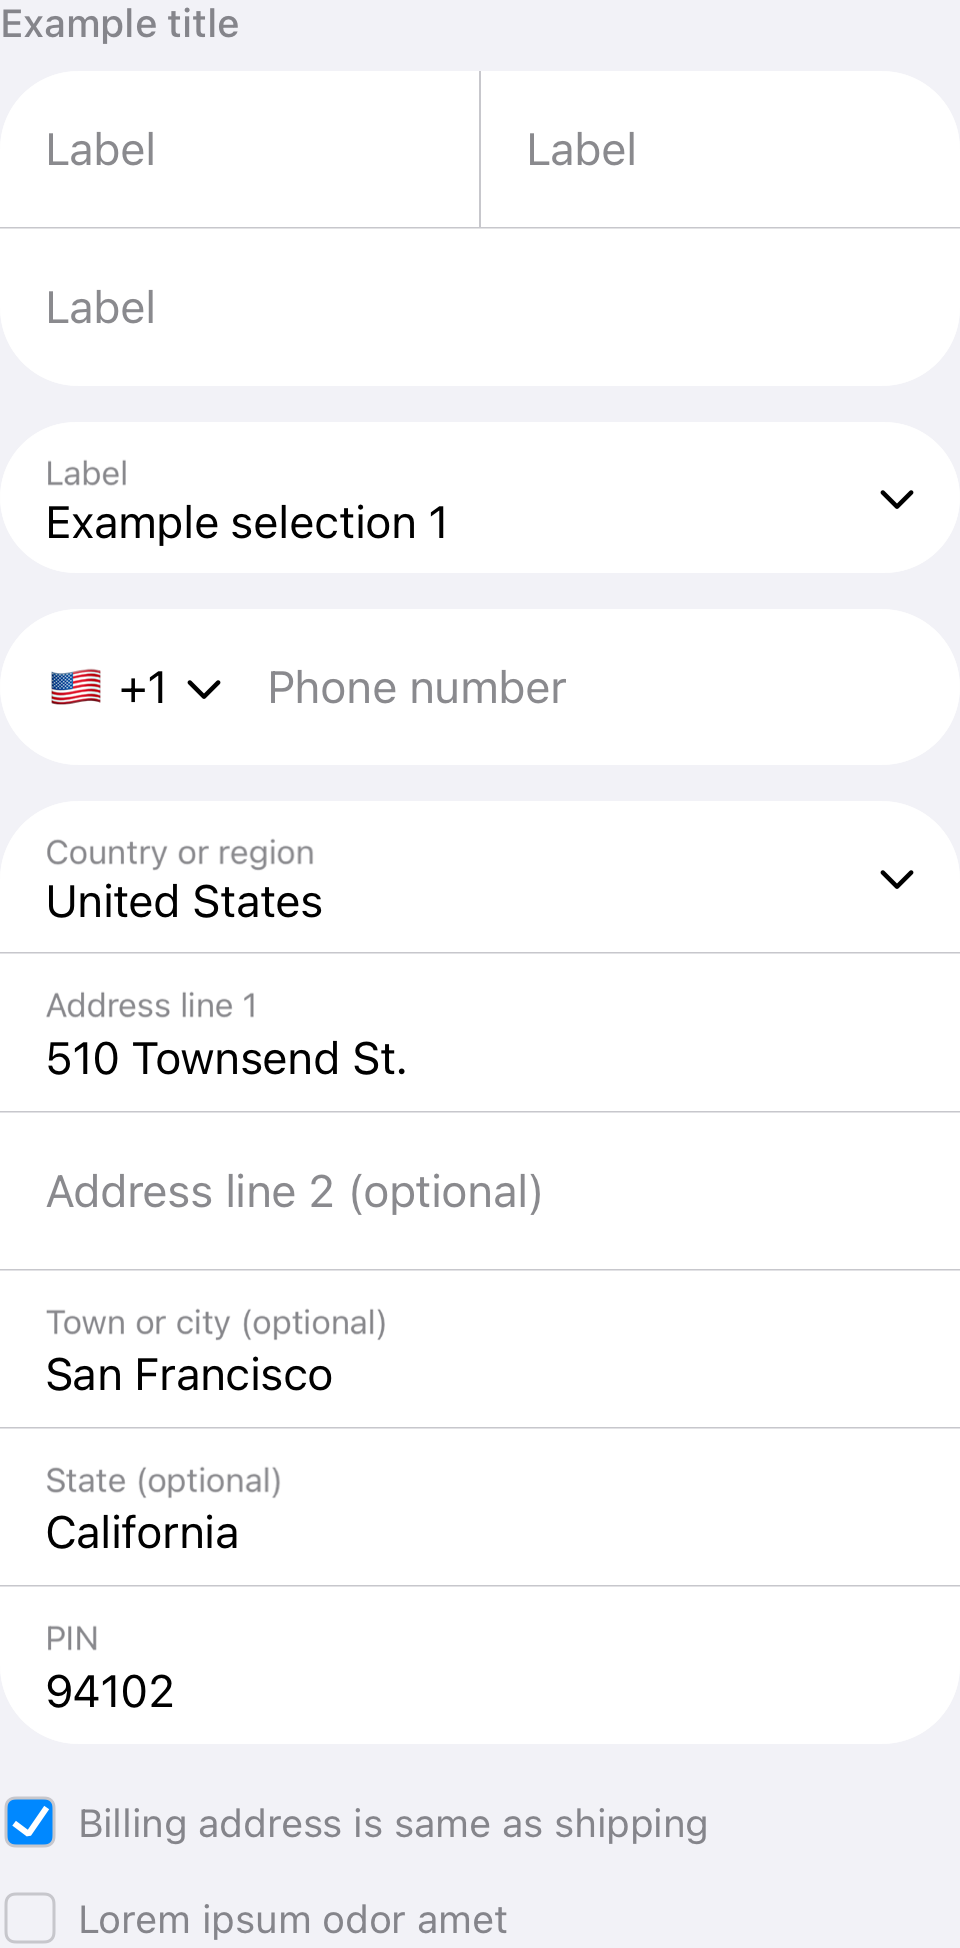 Example title
Label Label
Label
Label
Example selection 1
+1 Phone number
Country or region
United States
Address line 1
510 Townsend St.
Address line 2 (optional)
Town or city (optional)
San Francisco
State (optional)
California
PIN
94102
Billing address is same as shipping
Lorem ipsum odor amet